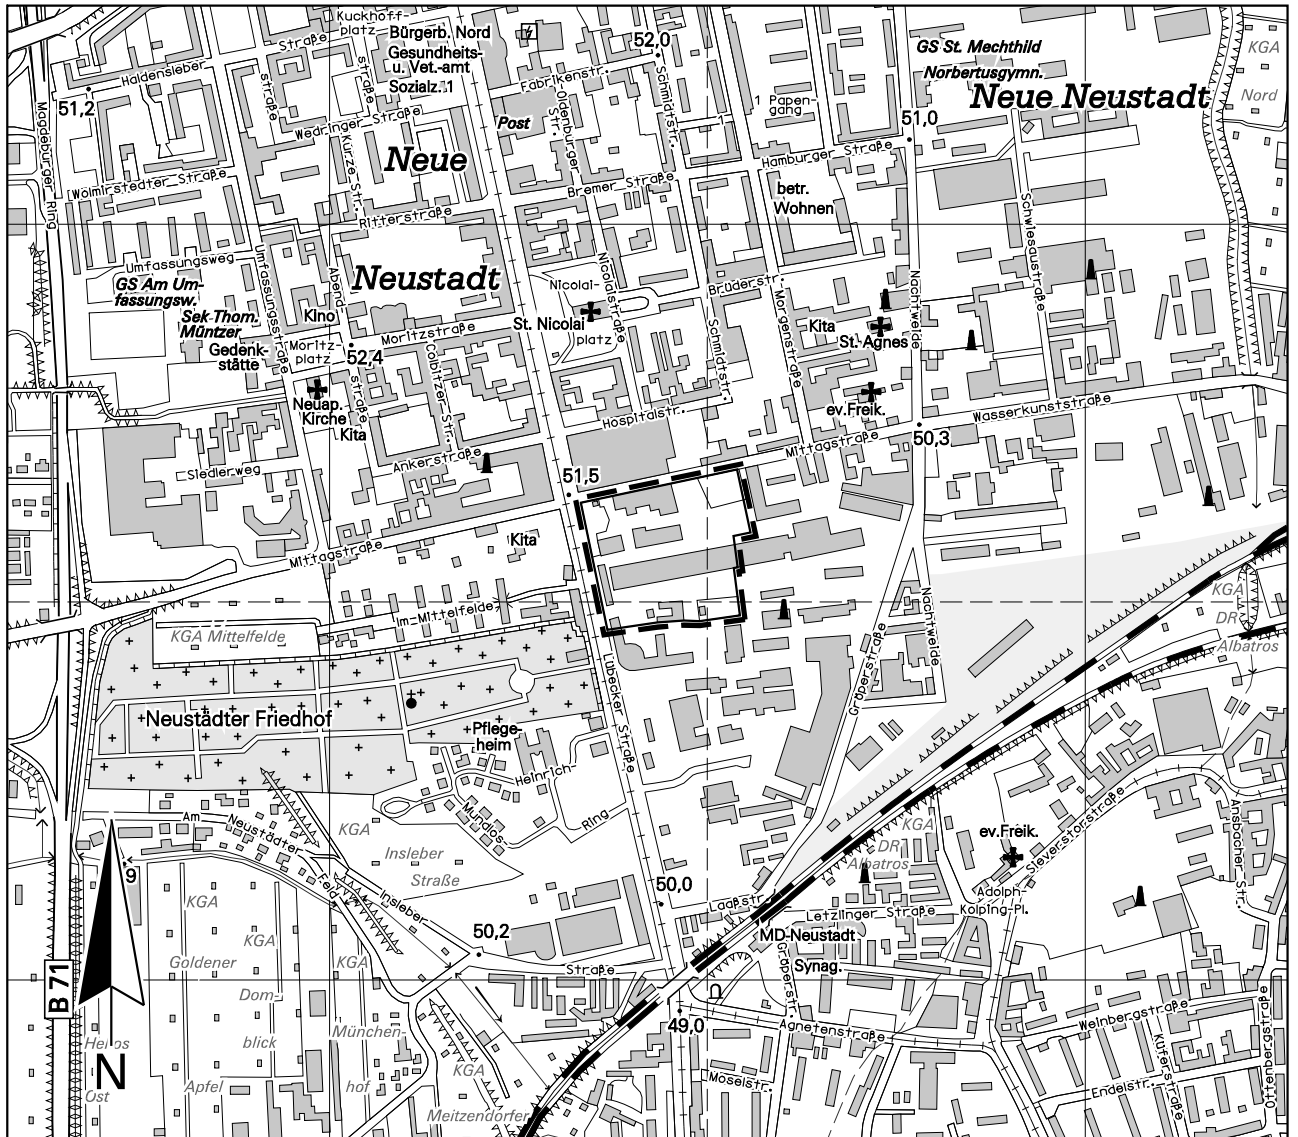 Kuckhoff-
platz
Bürgerb. Nord
Gesundheits-
u. Vet.-amt
Sozialz. 1
52,0
GS St. Mechthild
Norbertusgymn.
Neue Neustadt
KGA
Nord
Straße
Haldensleber
51,2
Straße
straße
Fabrikenstr.
Schmidtstr.
1 Papen-
gang
51,0
Magdeburger Ring
Wedringer Straße
Post
Oldenburger
Str.
1
Kurze-Str.
Neue
Hamburger Straße
Wolmirstedter Straße
Bremer Straße
betr.
Wohnen
Schwiesaustraße
Ritterstraße
Umfassungsweg
Umfassungsstraße
Abend-
straße
Neustadt
GS Am Um-
fassungsw.
Sek Thom.
Müntzer
Gedenk-
stätte
Kino
Moritz-
platz
52,4
Moritzstraße
Colbitzer-Str.
Nicolai-
platz
Nicolaistraße
St. Nicolai
Brüderstr.
Schmidtstr.
Morgenstraße
Nachtweide
Kita
St. Agnes
ev.Freik.
Neuap.
Kirche
Kita
Hospitalstr.
Wasserkunststraße
50,3
Mittagstraße
Ankerstraße
Siedlerweg
51,5
Mittagstraße
Kita
Im-Mittelfelde
KGA Mittelfelde
Nachtweide
Gröperstraße
KGA
DR
Albatros
Lübecker Straße
Neustädter Friedhof
Pflege-
heim
Heinrich-
Mundlos-
Ring
Am
Neustädter
Feld
KGA
Insleber
Straße
KGA
DR
Albatros
ev.Freik.
Sieverstorstraße
Ansbacher Str.
9
50,0
KGA
Insleber
Laaßstr.
Letzlinger Straße
Adolph-
Kolping-Pl.
50,2
MD-Neustadt
Synag.
Gröperstr.
KGA
Goldener
KGA
Straße
B 71
Dom-
blick
München-
hof
49,0
Agnetenstraße
Weinbergstraße
Küferstraße
Ottenbergstraße
N
Ost
Apfel
KGA
Moselstr.
Endelstr.
Meitzendorfer